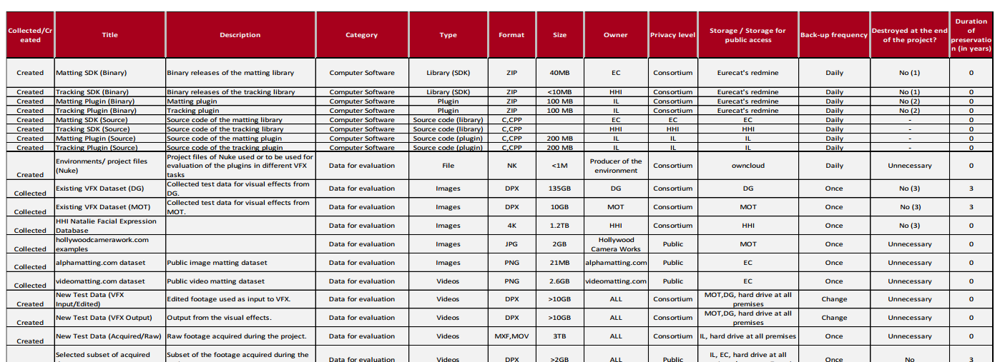 Collected/Cr eated Title Description Category Type Format Size Owner Privacy level Storage / Storage for public access Back-up frequency Destroyed at the end of the project? Duration of preservatio n (in years)
Created Matting SDK (Binary) Binary releases of the matting library Computer Software Library (SDK) ZIP 40MB EC Consortium Eurecat's redmine Daily No (1) 0
Created Tracking SDK (Binary) Binary releases of the tracking library Computer Software Library (SDK) ZIP <10MB HHI Consortium Eurecat's redmine Daily No (1) 0
Created Matting Plugin (Binary) Matting plugin Computer Software Plugin ZIP 100 MB IL Consortium Eurecat's redmine Daily No (2) 0
Created Tracking Plugin (Binary) Tracking plugin Computer Software Plugin ZIP 100 MB IL Consortium Eurecat's redmine Daily No (2) 0
Created Matting SDK (Source) Source code of the matting library Computer Software Source code (library) C,CPP EC EC EC Daily - 0
Created Tracking SDK (Source) Source code of the tracking library Computer Software Source code (library) C,CPP HHI HHI HHI Daily - 0
Created Matting Plugin (Source) Source code of the matting plugin Computer Software Source code (plugin) C,CPP 200 MB IL IL IL Daily - 0
Created Tracking Plugin (Source) Source code of the tracking plugin Computer Software Source code (plugin) C,CPP 200 MB IL IL IL Daily - 0
Created Environments/ project files (Nuke) Project files of Nuke used or to be used for evaluation of the plugins in different VFX tasks Data for evaluation File NK <1M Producer of the environment Consortium owncloud Daily Unnecessary 0
Collected Existing VFX Dataset (DG) Collected test data for visual effects from DG. Data for evaluation Images DPX 135GB DG Consortium DG Once No (3) 3
Collected Existing VFX Dataset (MOT) Collected test data for visual effects from MOT. Data for evaluation Images DPX 10GB MOT Consortium MOT Once No (3) 3
Collected HHI Natalie Facial Expression Database Data for evaluation Images 4K 1.2TB HHI Consortium HHI Once No (3) 0
Collected hollywoodcamerawork.com examples Data for evaluation Images JPG 2GB Hollywood Camera Works Public MOT Once Unnecessary 0
Collected alphamatting.com dataset Public image matting dataset Data for evaluation Images PNG 21MB alphamatting.com Public EC Once Unnecessary 0
Collected videomatting.com dataset Public video matting dataset Data for evaluation Videos PNG 2.6GB videomatting.com Public EC Once Unnecessary 0
Created New Test Data (VFX Input/Edited) Edited footage used as input to VFX. Data for evaluation Videos DPX >10GB ALL Consortium MOT,DG, hard drive at all premises Change Unnecessary 0
Created New Test Data (VFX Output) Output from the visual effects. Data for evaluation Videos DPX >10GB ALL Consortium MOT,DG, hard drive at all premises Change Unnecessary 0
Created New Test Data (Acquired/Raw) Raw footage acquired during the project. Data for evaluation Videos MXF,MOV 3TB ALL Consortium IL, hard drive at all premises Once Unnecessary 0
Selected subset of acquired Subset of the footage acquired during the Data for evaluation Videos DPX >2GB ALL Public IL, EC, hard drive at all Once No 3